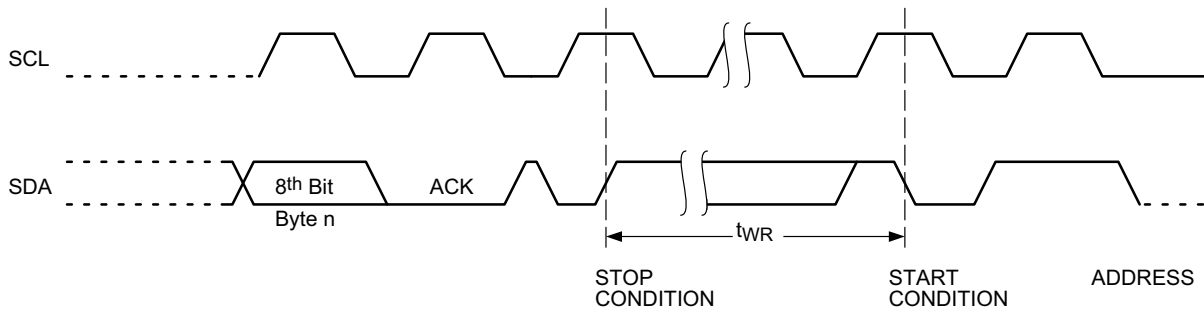 SCL
SDA
8th Bit
Byte n
ACK
tWR
STOP
CONDITION
START
CONDITION
ADDRESS